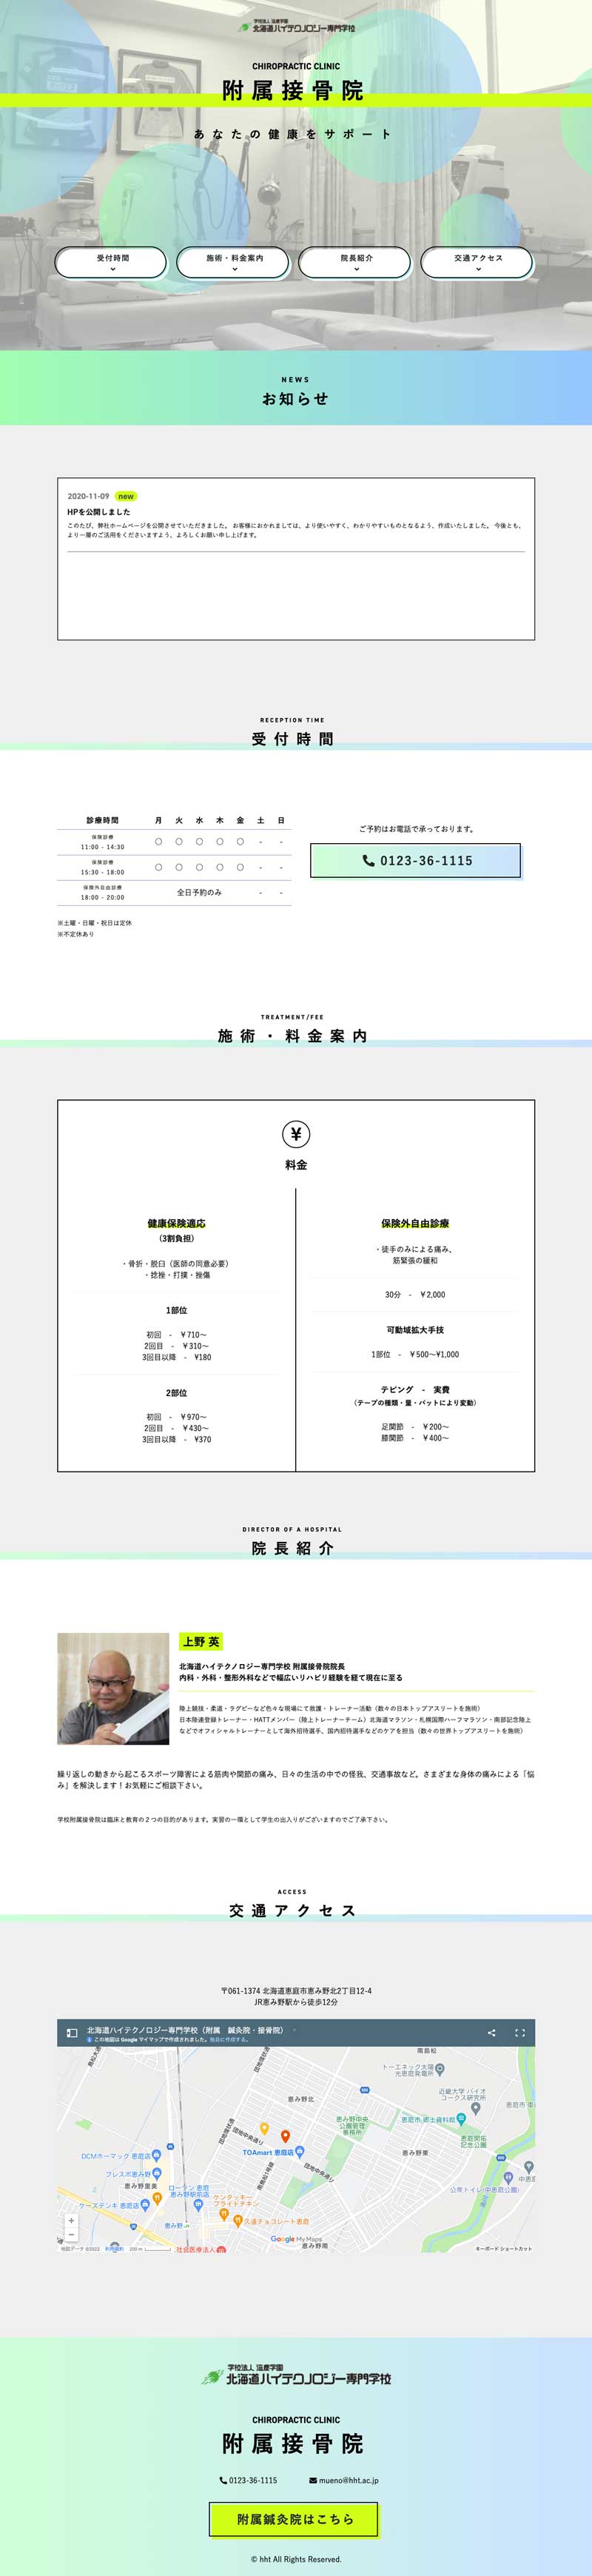 学校法人 滋慶学園
北海道ハイテクノロジー専門学校
CHIROPRACTIC CLINIC
附属接骨院
あなたの健康をサポート
受付時間
施術・料金案内
院長紹介
交通アクセス
NEWS
お知らせ
2020-11-09 new
HPを公開しました
このたび、弊社ホームページを公開させていただきました。 お客様におかれましては、より使いやすく、わかりやすいものとなるよう、作成いたしました。 今後とも、
より一層のご活用をくださいますよう、よろしくお願い申し上げます。
RECEPTION TIME
受付時間
診療時間 月 火 水 木 金 土 日
保険診療
11:00 - 14:30 〇 〇 〇 〇 〇 - -
保険診療
15:30 - 18:00 〇 〇 〇 〇 〇 - -
保険外自由診療
18:00 - 20:00 全日予約のみ - -
※土曜・日曜・祝日は定休
※不定休あり
ご予約はお電話で承っております。
0123-36-1115
TREATMENT/FEE
施術・料金案内
¥
料金
健康保険適応
(3割負担)
・骨折・脱臼（医師の同意必要）
・捻挫・打撲・挫傷
1部位
初回 - ￥710〜
2回目 - ￥310〜
3回目以降 - ¥180
2部位
初回 - ￥970〜
2回目 - ￥430〜
3回目以降 - ¥370
保険外自由診療
・徒手のみによる痛み、
筋緊張の緩和
30分 - ￥2,000
可動域拡大手技
1部位 - ￥500〜¥1,000
テピング - 実費
（テープの種類・量・パットにより変動）
足関節 - ￥200〜
膝関節 - ￥400〜
DIRECTOR OF A HOSPITAL
院長紹介
上野 英
北海道ハイテクノロジー専門学校 附属接骨院院長
内科・外科・整形外科などで幅広いリハビリ経験を経て現在に至る
陸上競技・柔道・ラグビーなど色々な現場にて救護・トレーナー活動（数々の日本トップアスリートを施術）
日本陸連登録トレーナー・HATTメンバー（陸上トレーナーチーム）北海道マラソン・札幌国際ハーフマラソン・南部記念陸上
などでオフィシャルトレーナーとして海外招待選手、国内招待選手などのケアを担当（数々の世界トップアスリートを施術）
繰り返しの動きから起こるスポーツ障害による筋肉や関節の痛み、日々の生活の中での怪我、交通事故など。さまざまな身体の痛みによる「悩
み」を解決します！お気軽にご相談下さい。
学校附属接骨院は臨床と教育の２つの目的があります。実習の一環として学生の出入りがございますのでご了承下さい。
ACCESS
交通アクセス
〒061-1374 北海道恵庭市恵み野北2丁目12-4
JR恵み野駅から徒歩12分
北海道ハイテクノロジー専門学校（附属 鍼灸院・接骨院）
この地図は Google マイマップで作成されました。独自に作成する。
南島松
トーエネック太陽
光恵庭発電所
近畿大学 バイオ
コークス研究所
恵み野北
恵み野中央
公園管理
事務所
恵庭市 郷土資料館
恵庭開拓
記念公園
団地環状通
団地中央通り
TOAmart 恵庭店
恵み野東
DCMホーマック 恵庭店
フレスポ恵み野
恵み野里美
ローソン 恵庭
恵み野駅前店
ケーズデンキ 恵庭店
ケンタッキー
フライドチキン
久遠チョコレート恵庭
団地中央通り
公衆トイレ(中恵庭公園)
恵み野
社会医療法人
Google My Maps
恵み野南
地図データ ©2022 利用規約 200 m
キーボード ショートカット
学校法人 滋慶学園
北海道ハイテクノロジー専門学校
CHIROPRACTIC CLINIC
附属接骨院
0123-36-1115
mueno@hht.ac.jp
附属鍼灸院はこちら
© hht All Rights Reserved.